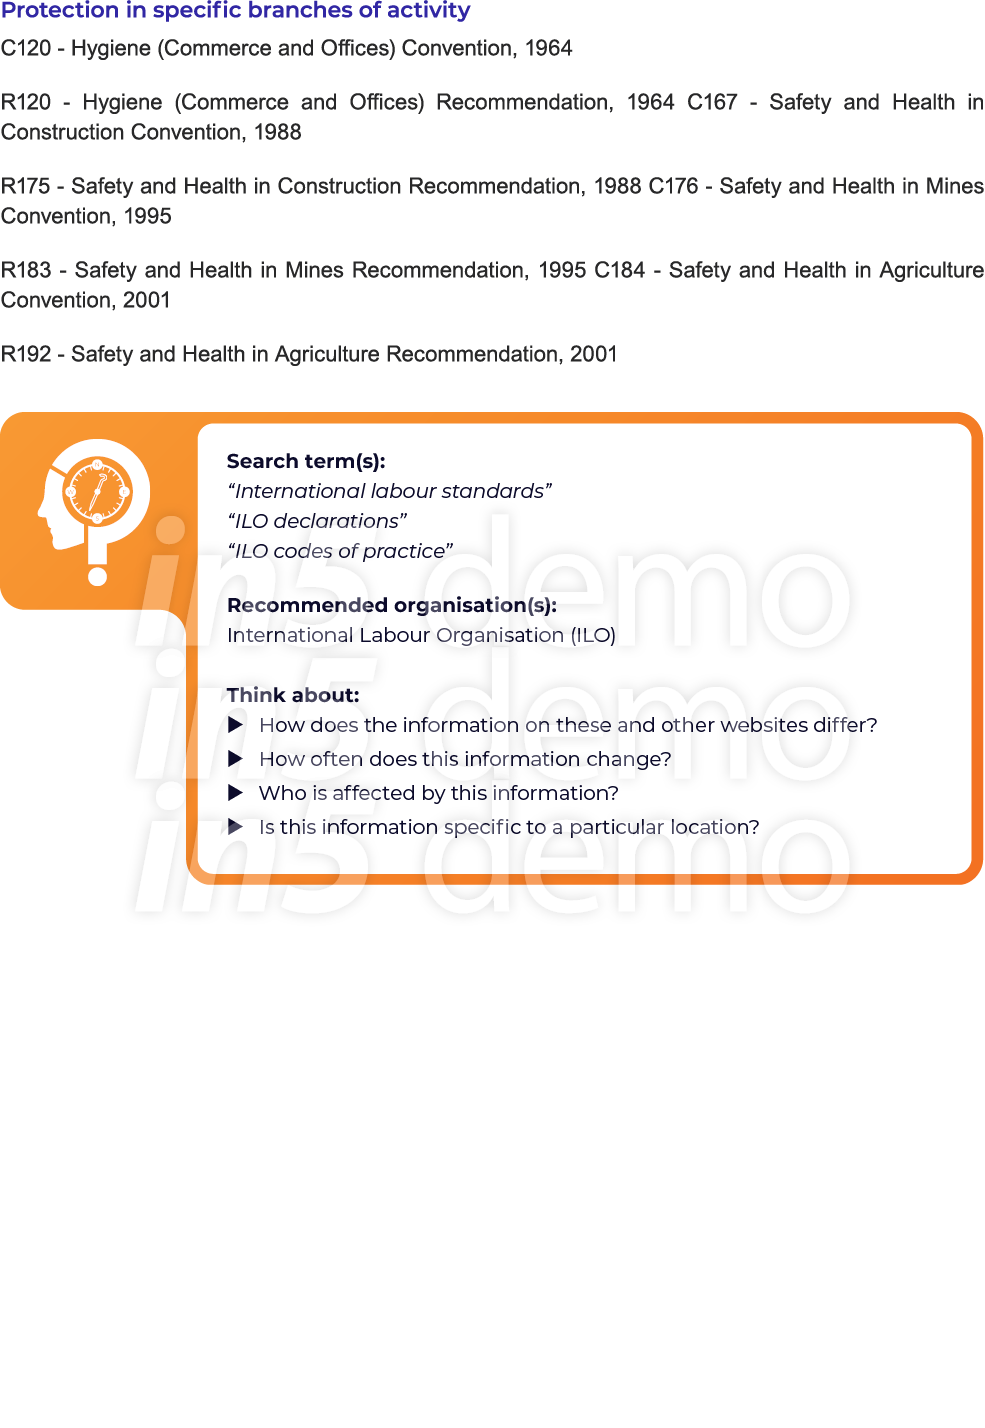 Protection in specific branches of activity
C120 - Hygiene (Commerce and Offices) Convention, 1964
R120 - Hygiene (Commerce and Offices) Recommendation, 1964 C167 - Safety and Health in
Construction Convention, 1988
R175 - Safety and Health in Construction Recommendation, 1988 C176 - Safety and Health in Mines
Convention, 1995
R183 - Safety and Health in Mines Recommendation, 1995 C184 - Safety and Health in Agriculture
Convention, 2001
R192 - Safety and Health in Agriculture Recommendation, 2001
Search term(s):
“International labour standards”
“ILO declarations”
“ILO codes of practice”
Recommended organisation(s):
International Labour Organisation (ILO)
Think about:
▶ How does the information on these and other websites differ?
▶ How often does this information change?
▶ Who is affected by this information?
▶ Is this information specific to a particular location?
in5 demo
in5 demo
in5 demo